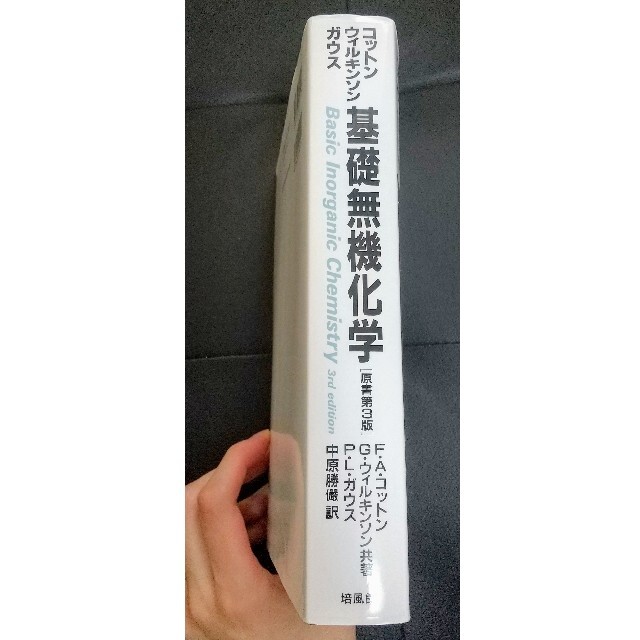 コットン
ウィルキンソン
ガウス
基礎無機化学
[原書第3版]
Basic Inorganic Chemistry 3rd edition
F・A・コットン
G・ウィルキンソン 共著
P・L・ガウス
中原勝儼 訳
培風館